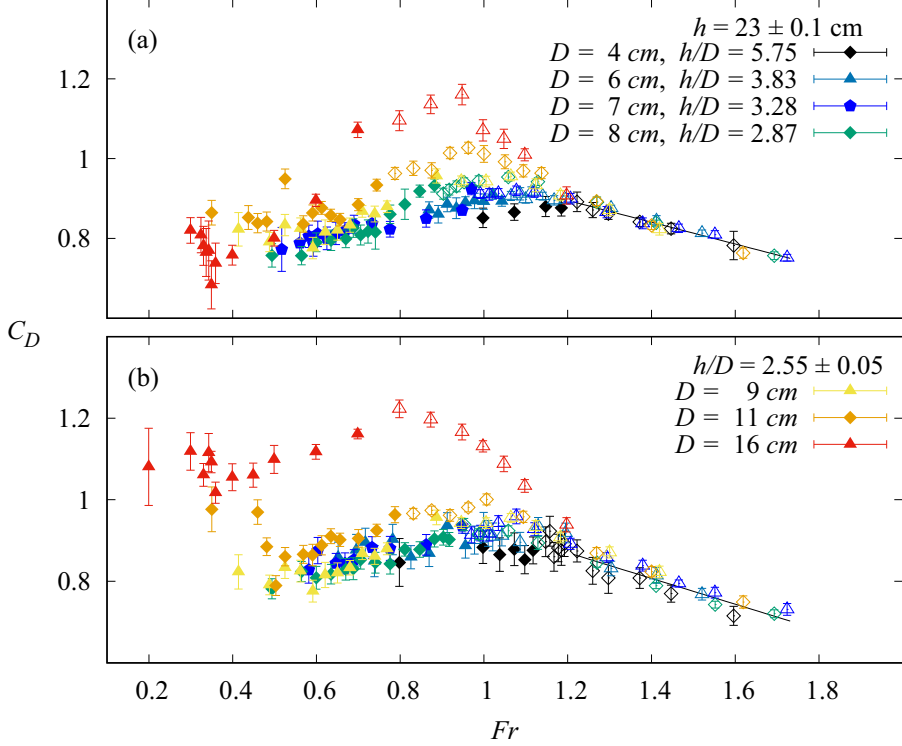 (a)
h = 23 ± 0.1 cm
D = 4 cm, h/D = 5.75
D = 6 cm, h/D = 3.83
D = 7 cm, h/D = 3.28
D = 8 cm, h/D = 2.87
1.2
1
0.8
C_D
(b)
h/D = 2.55 ± 0.05
D = 9 cm
D = 11 cm
D = 16 cm
1.2
1
0.8
0.2 0.4 0.6 0.8 1 1.2 1.4 1.6 1.8
Fr